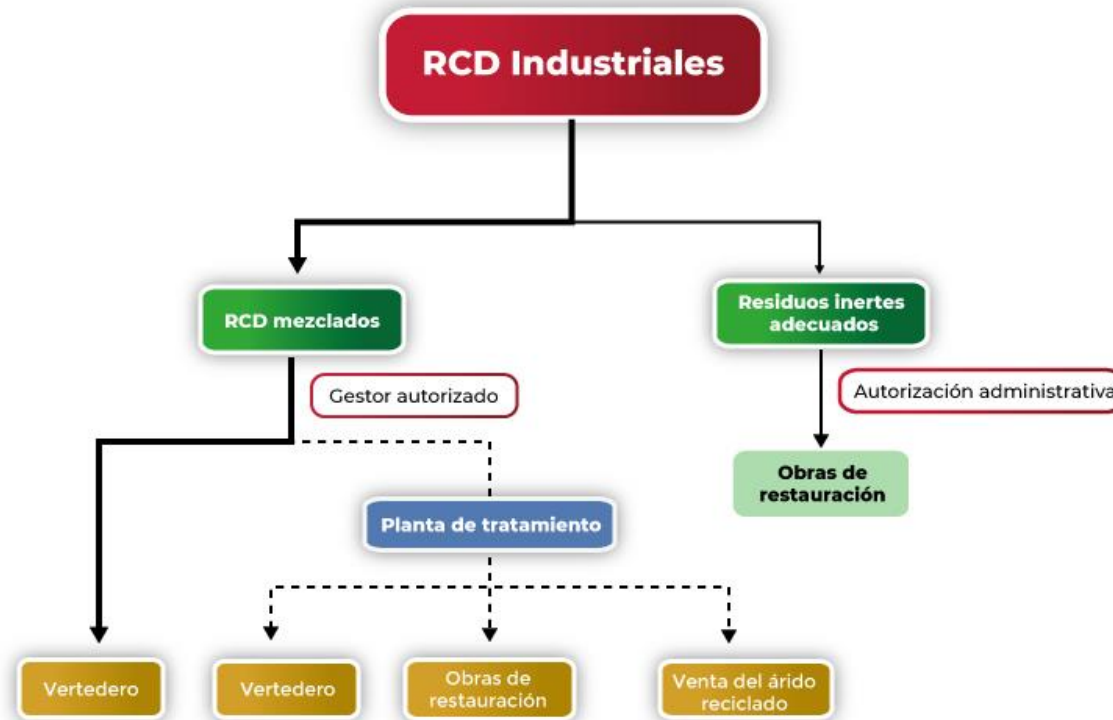 RCD Industriales
RCD mezclados
Residuos inertes
adecuados
Gestor autorizado
Autorización administrativa
Obras de
restauración
Planta de tratamiento
Vertedero
Vertedero
Obras de
restauración
Venta del árido
reciclado